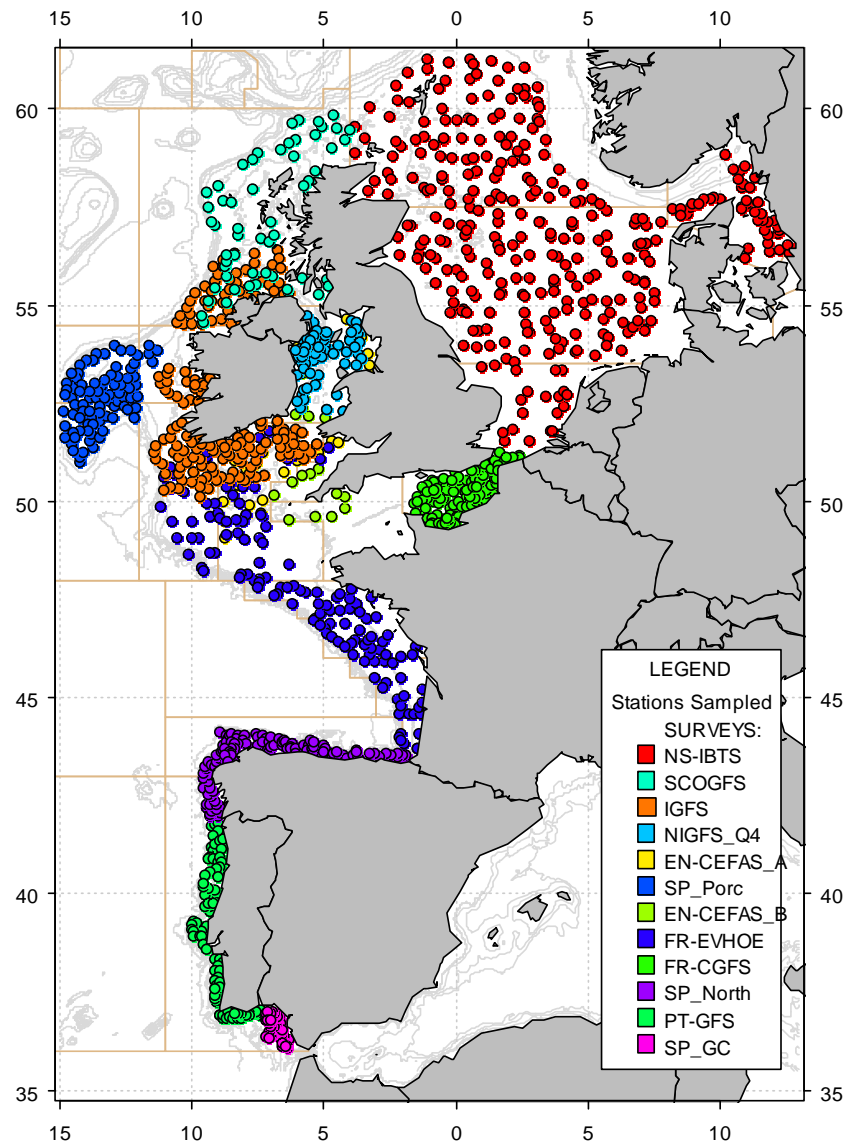 15 10 5 0 5 10
60 60
55 55
50 50
45 45
40 40
35 35
LEGEND
Stations Sampled
SURVEYS:
NS-IBTS
SCOGFS
IGFS
NIGFS_Q4
EN-CEFAS_A
SP_Porc
EN-CEFAS_B
FR-EVHOE
FR-CGFS
SP_North
PT-GFS
SP_GC
15 10 5 0 5 10